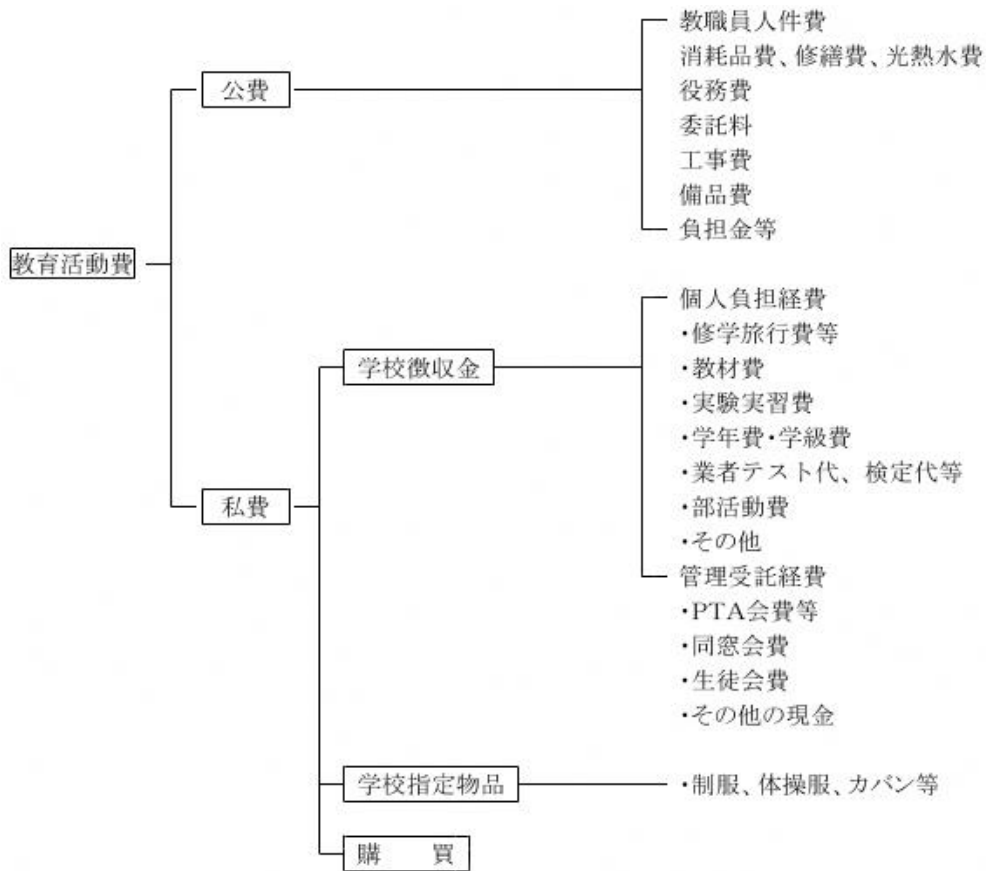 教職員人件費
消耗品費、修繕費、光熱水費
公費
役務費
委託料
工事費
備品費
負担金等
教育活動費
個人負担経費
・修学旅行費等
学校徴収金
・教材費
・実験実習費
・学年費・学級費
・業者テスト代、検定代等
私費
・部活動費
・その他
管理受託経費
・PTA会費等
・同窓会費
・生徒会費
・その他の現金
学校指定物品
・制服、体操服、カバン等
購　買